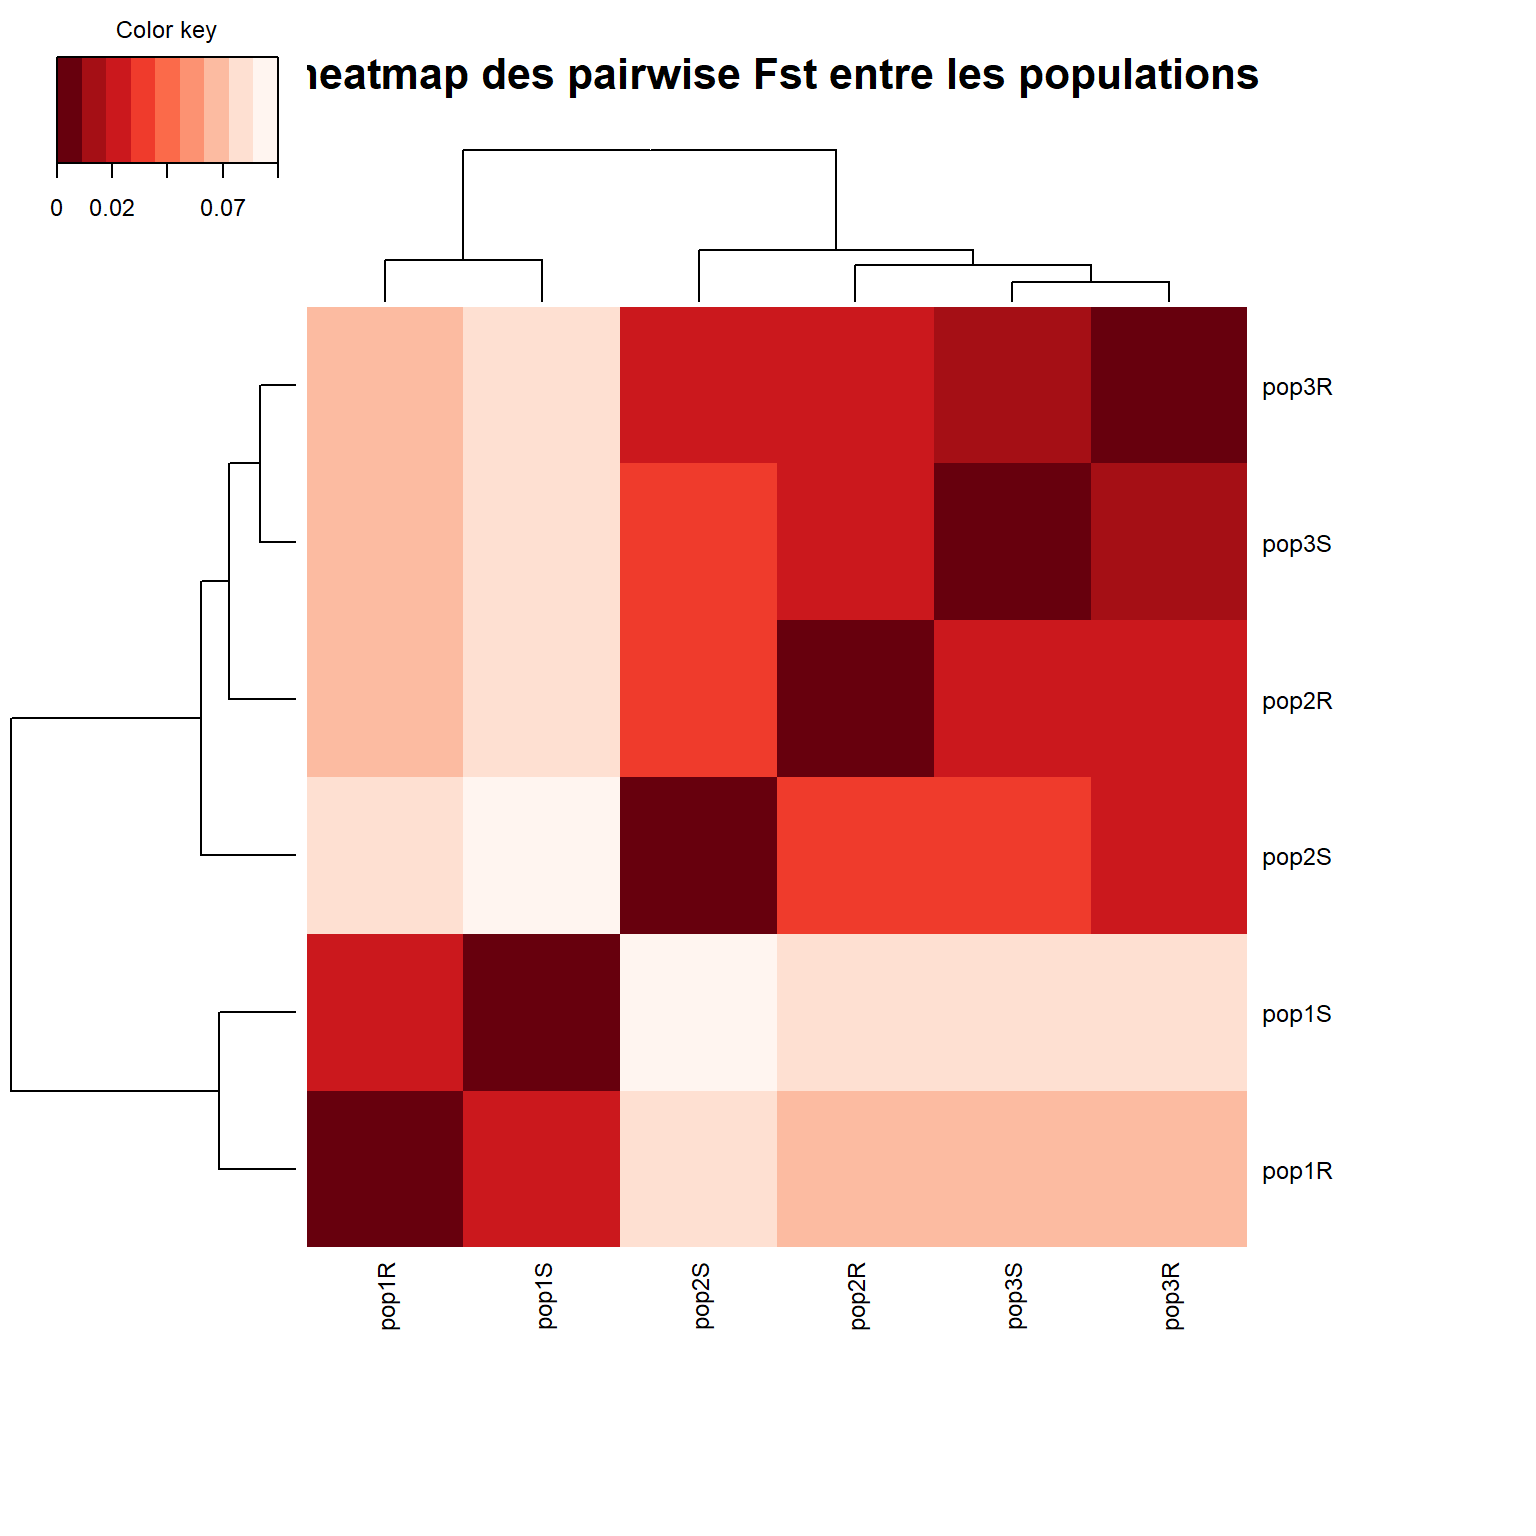 Color key
heatmap des pairwise Fst entre les populations
0 0.02 0.07
pop3R
pop3S
pop2R
pop2S
pop1S
pop1R
pop1R pop1S pop2S pop2R pop3S pop3R